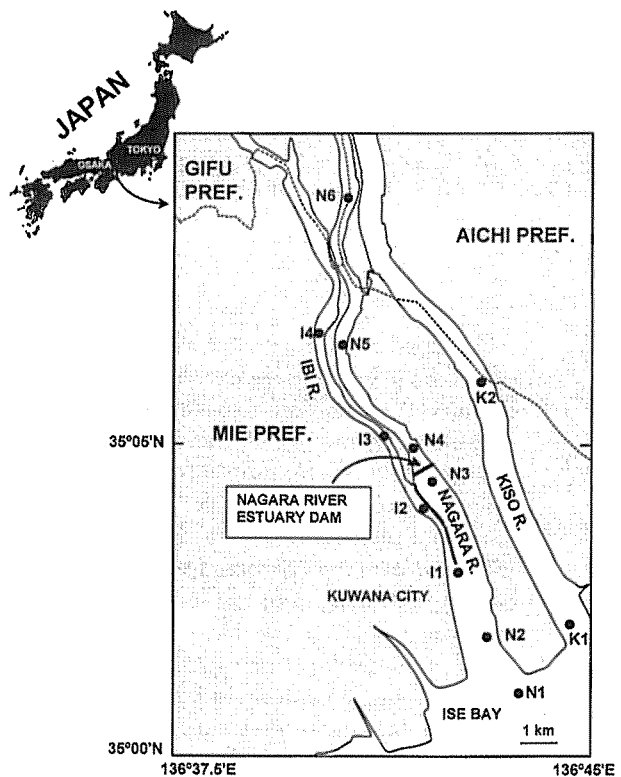 JAPAN
TOKYO
OSAKA
GIFU
PREF.
N6
AICHI PREF.
I4
N5
IBI R.
K2
MIE PREF.
I3
N4
35°05'N
N3
NAGARA RIVER
ESTUARY DAM
I2
NAGARA R.
KISO R.
I1
KUWANA CITY
N2
K1
N1
ISE BAY
1 km
35°00'N
136°37.5'E
136°45'E